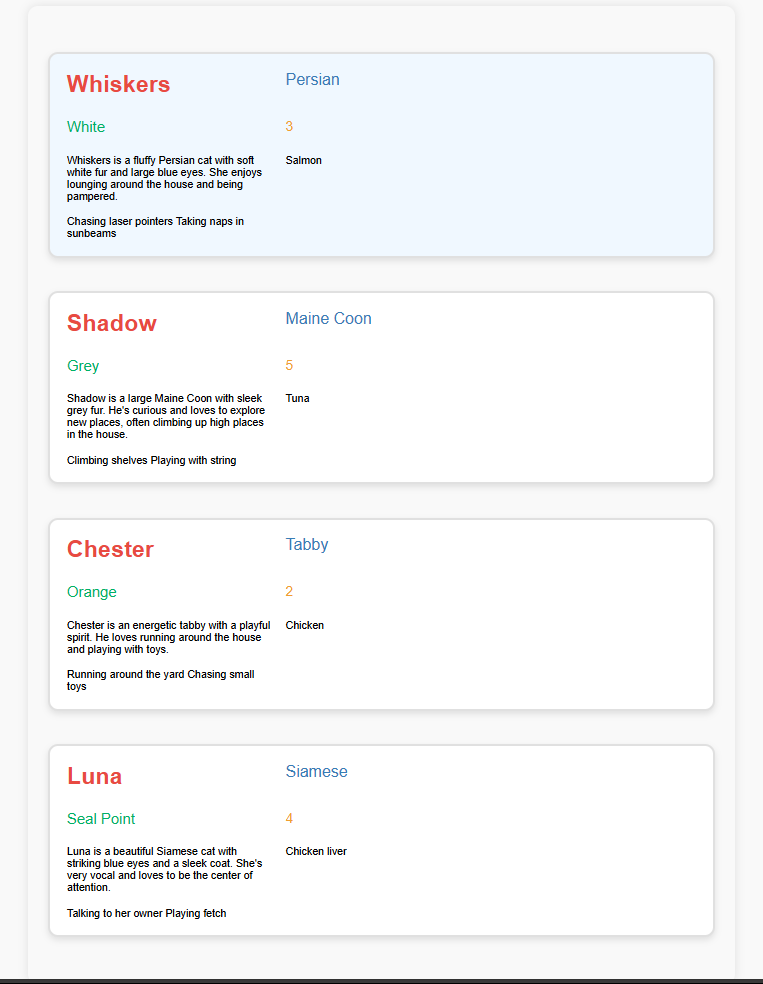 Whiskers
Persian
White
3
Whiskers is a fluffy Persian cat with soft
white fur and large blue eyes. She enjoys
lounging around the house and being
pampered.
Salmon
Chasing laser pointers Taking naps in
sunbeams
Shadow
Maine Coon
Grey
5
Shadow is a large Maine Coon with sleek
grey fur. He's curious and loves to explore
new places, often climbing up high places
in the house.
Tuna
Climbing shelves Playing with string
Chester
Tabby
Orange
2
Chester is an energetic tabby with a playful
spirit. He loves running around the house
and playing with toys.
Chicken
Running around the yard Chasing small
toys
Luna
Siamese
Seal Point
4
Luna is a beautiful Siamese cat with
striking blue eyes and a sleek coat. She's
very vocal and loves to be the center of
attention.
Chicken liver
Talking to her owner Playing fetch